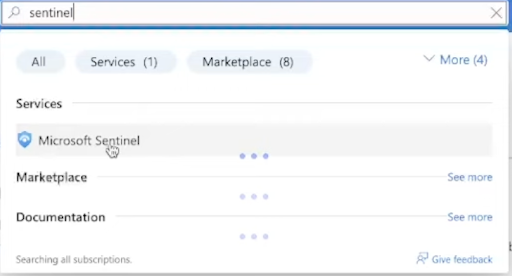 sentinel
All Services (1) Marketplace (8) More (4)
Services
Microsoft Sentinel
Marketplace See more
Documentation See more
Searching all subscriptions. Give feedback